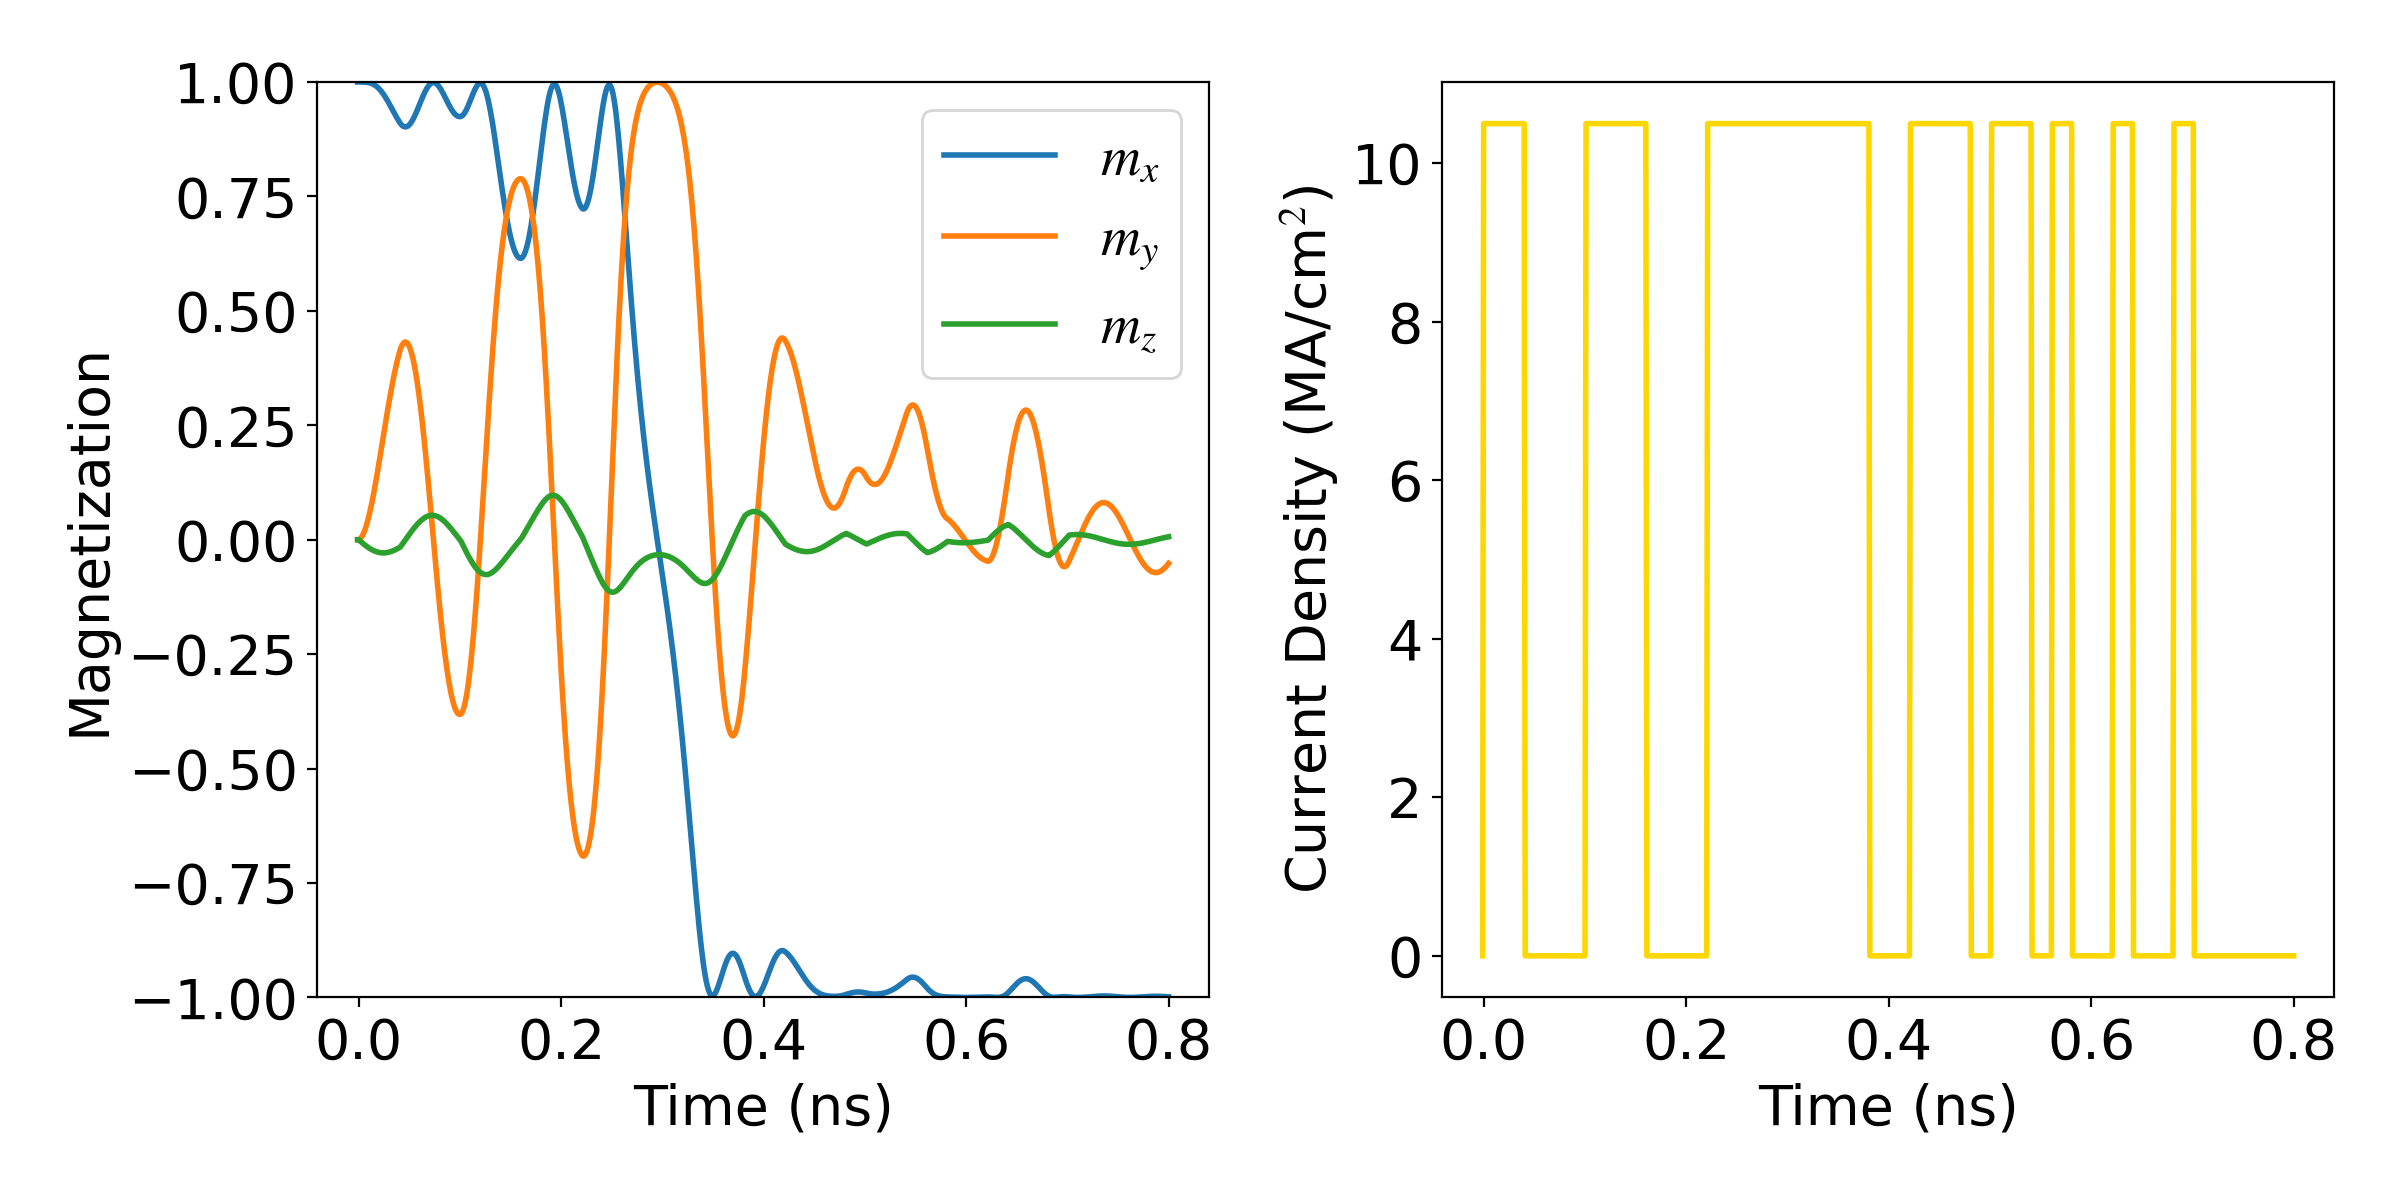 1.00
0.75
0.50
0.25
0.00
−0.25
−0.50
−0.75
−1.00
Magnetization
0.0 0.2 0.4 0.6 0.8
Time (ns)
m_x
m_y
m_z
10
8
6
4
2
0
Current Density (MA/cm²)
0.0 0.2 0.4 0.6 0.8
Time (ns)